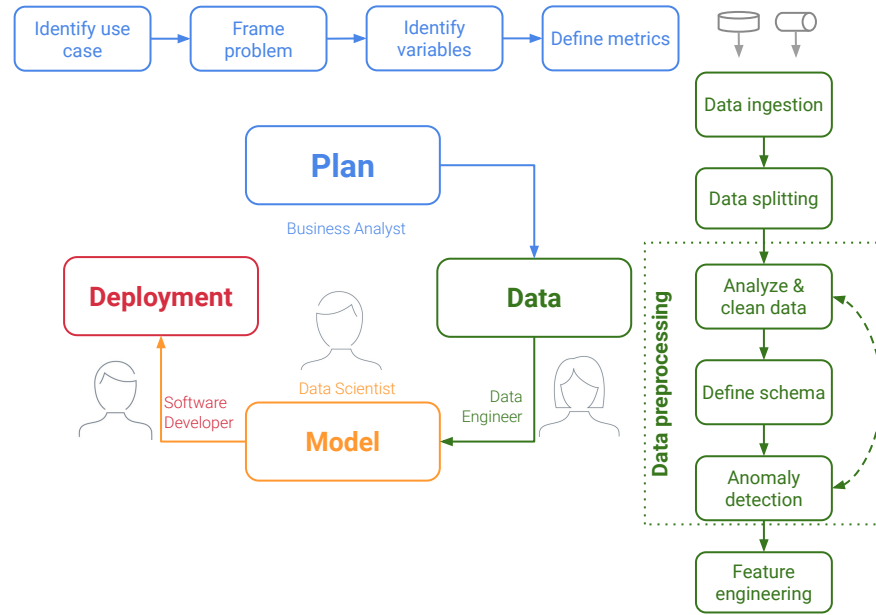 Identify use
case
Frame
problem
Identify
variables
Define metrics
Plan
Business Analyst
Deployment
Data
Data Scientist
Software
Developer
Data
Engineer
Model
Data ingestion
Data splitting
Data preprocessing
Analyze &
clean data
Define schema
Anomaly
detection
Feature
engineering